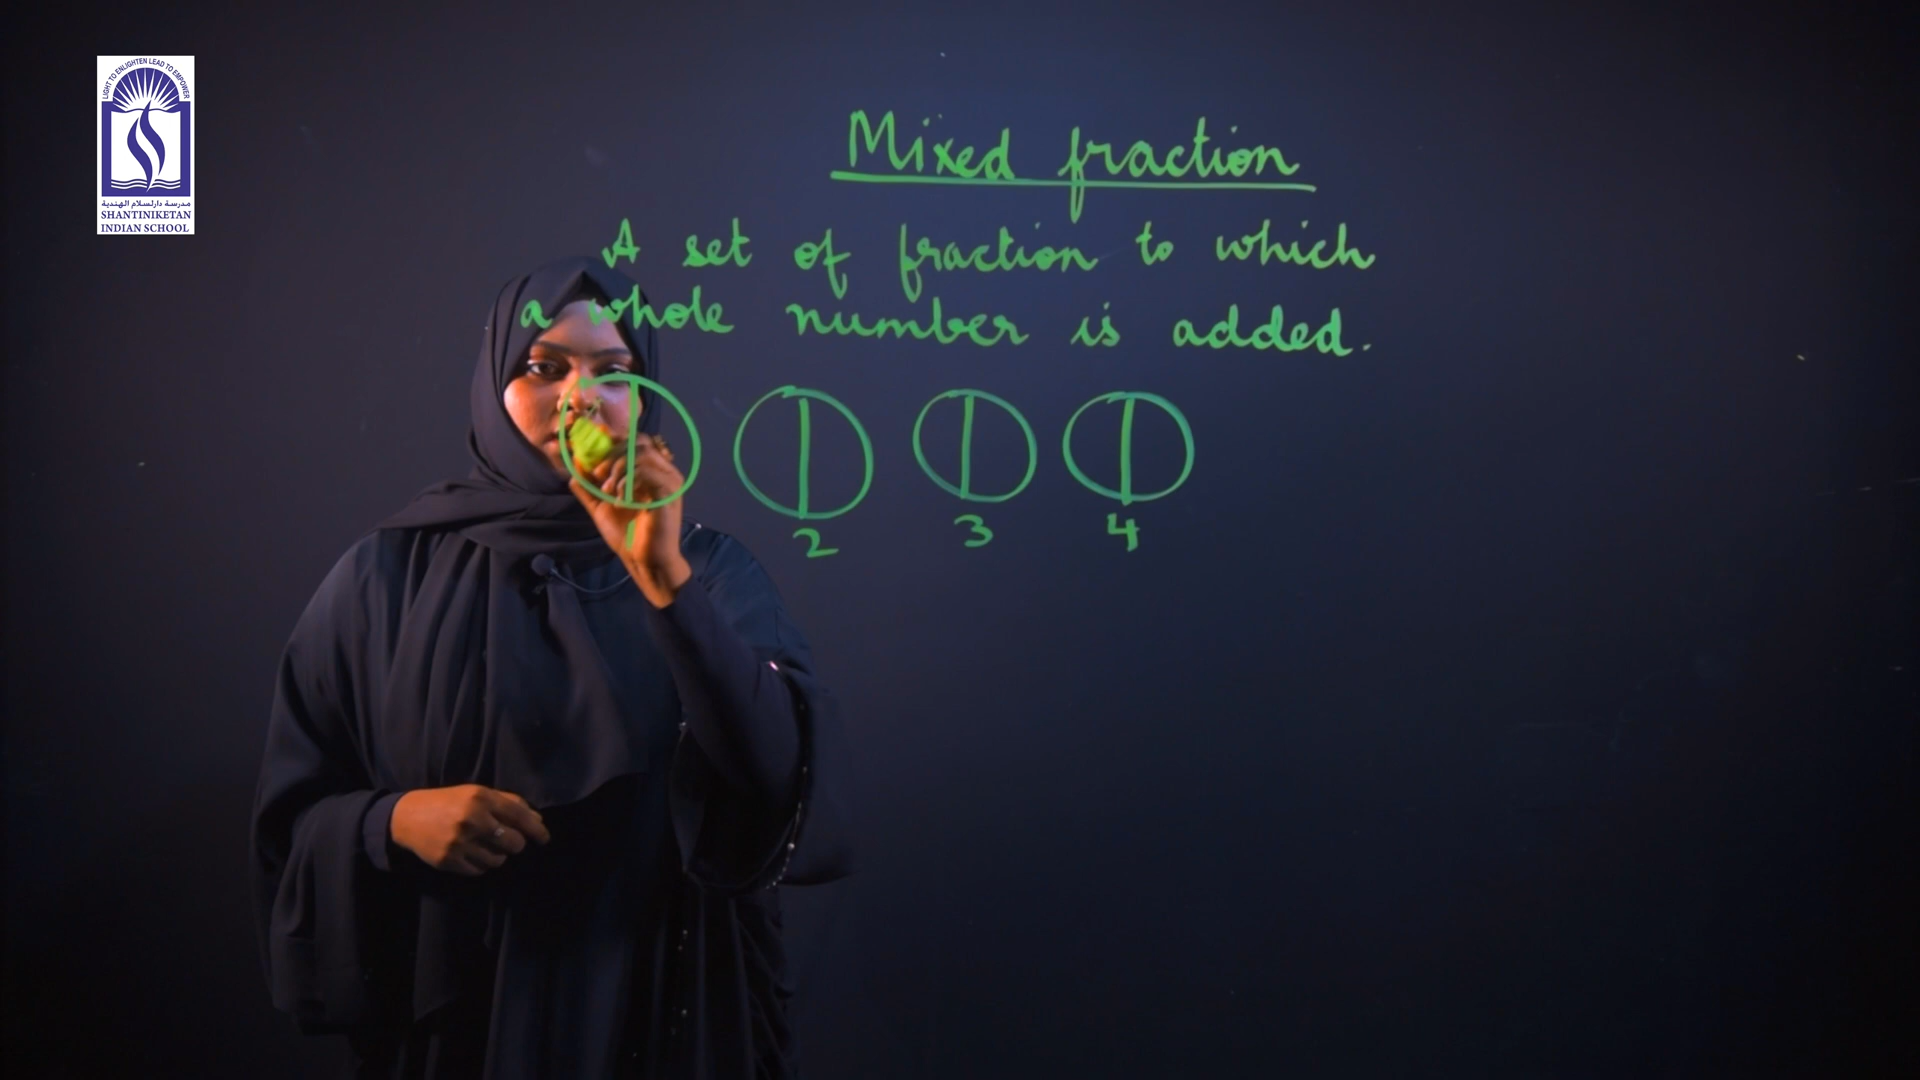 LIGHT TO ENLIGHTEN LEAD TO EMPOWER
مدرسة دارلسلام الهندية
SHANTINIKETAN
INDIAN SCHOOL
Mixed fraction
A set of fraction to which
a whole number is added.
1 2 3 4